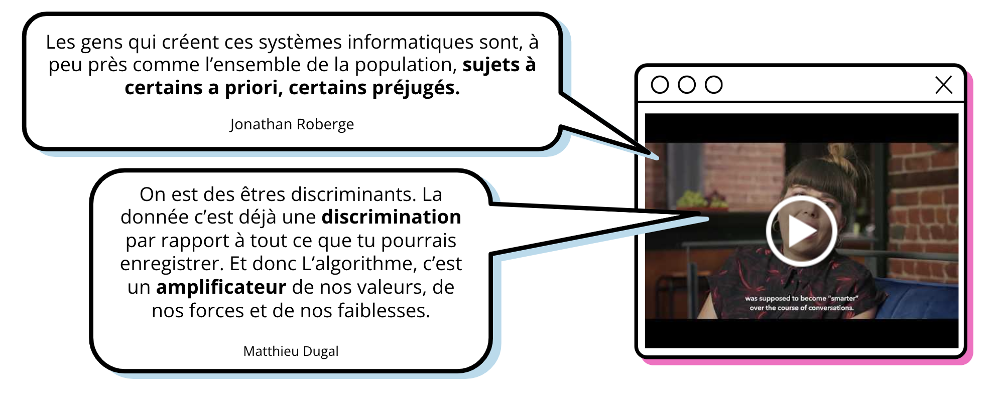 Les gens qui créent ces systèmes informatiques sont, à
peu près comme l’ensemble de la population, sujets à
certains a priori, certains préjugés.
Jonathan Roberge
On est des êtres discriminants. La
donnée c’est déjà une discrimination
par rapport à tout ce que tu pourrais
enregistrer. Et donc L’algorithme, c’est
un amplificateur de nos valeurs, de
nos forces et de nos faiblesses.
Matthieu Dugal
was supposed to become “smarter”
over the course of conversations.